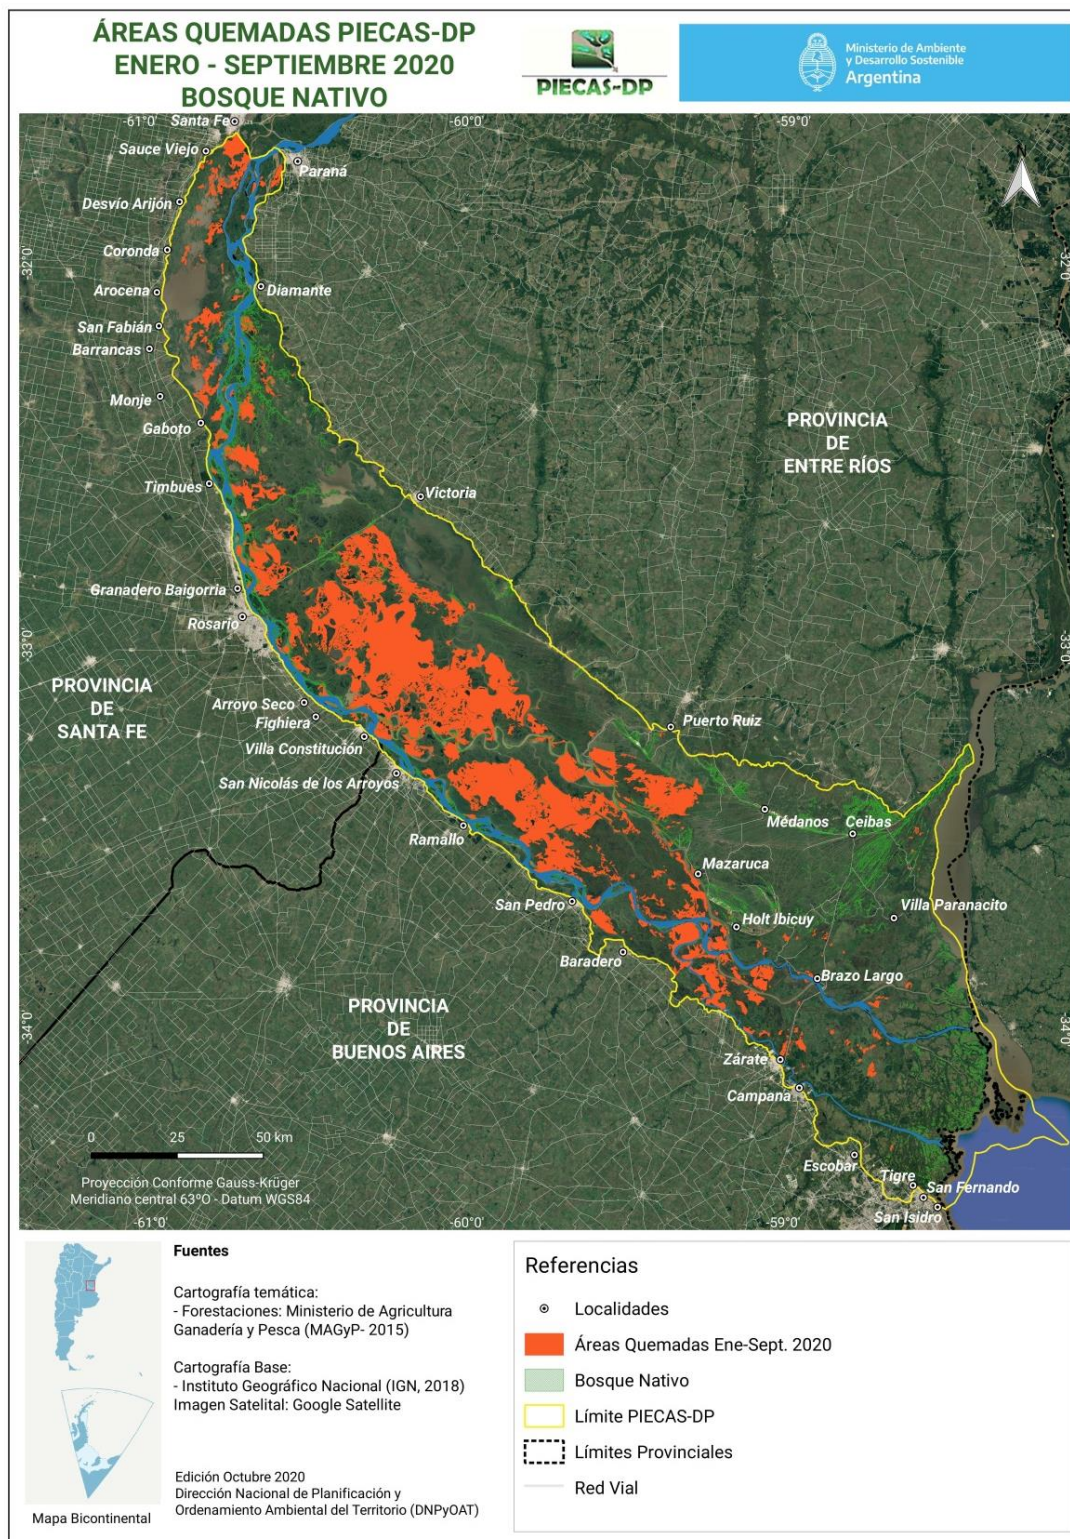 ÁREAS QUEMADAS PIECAS-DP
ENERO - SEPTIEMBRE 2020
BOSQUE NATIVO
PIECAS-DP
Ministerio de Ambiente
y Desarrollo Sostenible
Argentina
-61°0'
-60°0'
-59°0'
Santa Fe
Sauce Viejo
Paraná
N
Desvío Arijón
Coronda
-32°0'
-32°0'
Arocena
Diamante
San Fabián
Barrancas
Monje
Gaboto
PROVINCIA
DE
ENTRE RÍOS
Timbues
Victoria
Granadero Baigorria
Rosario
-33°0'
-33°0'
PROVINCIA
DE
SANTA FE
Arroyo Seco
Fighiera
Puerto Ruiz
Villa Constitución
San Nicolás de los Arroyos
Ramallo
Médanos
Ceibas
Mazaruca
San Pedro
Holt Ibicuy
Villa Paranacito
Baradero
Brazo Largo
PROVINCIA
DE
BUENOS AIRES
-34°0'
-34°0'
Zárate
Campana
0 25 50 km
Proyección Conforme Gauss-Krüger
Meridiano central 63°O - Datum WGS84
Escobar
Tigre
San Fernando
San Isidro
-61°0'
-60°0'
-59°0'
Fuentes
Cartografía temática:
- Forestaciones: Ministerio de Agricultura
Ganadería y Pesca (MAGyP- 2015)
Cartografía Base:
- Instituto Geográfico Nacional (IGN, 2018)
Imagen Satelital: Google Satellite
Edición Octubre 2020
Dirección Nacional de Planificación y
Ordenamiento Ambiental del Territorio (DNPyOAT)
Mapa Bicontinental
Referencias
Localidades
Áreas Quemadas Ene-Sept. 2020
Bosque Nativo
Límite PIECAS-DP
Límites Provinciales
Red Vial